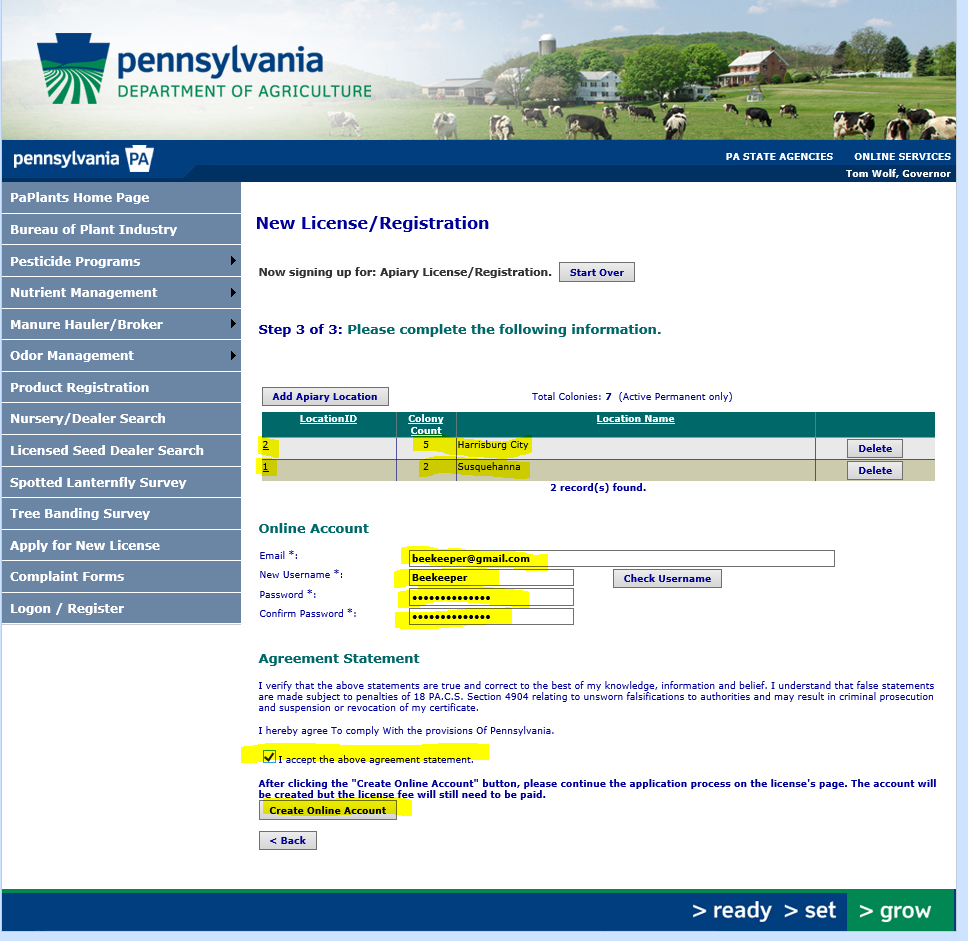 pennsylvania
DEPARTMENT OF AGRICULTURE
pennsylvania PA
PA STATE AGENCIES ONLINE SERVICES
Tom Wolf, Governor
PaPlants Home Page
Bureau of Plant Industry
Pesticide Programs
Nutrient Management
Manure Hauler/Broker
Odor Management
Product Registration
Nursery/Dealer Search
Licensed Seed Dealer Search
Spotted Lanternfly Survey
Tree Banding Survey
Apply for New License
Complaint Forms
Logon / Register
New License/Registration
Now signing up for: Apiary License/Registration. Start Over
Step 3 of 3: Please complete the following information.
Add Apiary Location Total Colonies: 7 (Active Permanent only)
LocationID Colony Count Location Name
2 5 Harrisburg City Delete
1 2 Susquehanna Delete
2 record(s) found.
Online Account
Email *: beekeeper@gmail.com
New Username *: Beekeeper Check Username
Password *: ••••••••••••••
Confirm Password *: ••••••••••••••
Agreement Statement
I verify that the above statements are true and correct to the best of my knowledge, information and belief. I understand that false statements
are made subject to penalties of 18 PA.C.S. Section 4904 relating to unsworn falsifications to authorities and may result in criminal prosecution
and suspension or revocation of my certificate.
I hereby agree To comply With the provisions Of Pennsylvania.
I accept the above agreement statement.
After clicking the "Create Online Account" button, please continue the application process on the license's page. The account will
be created but the license fee will still need to be paid.
Create Online Account
< Back
> ready > set > grow